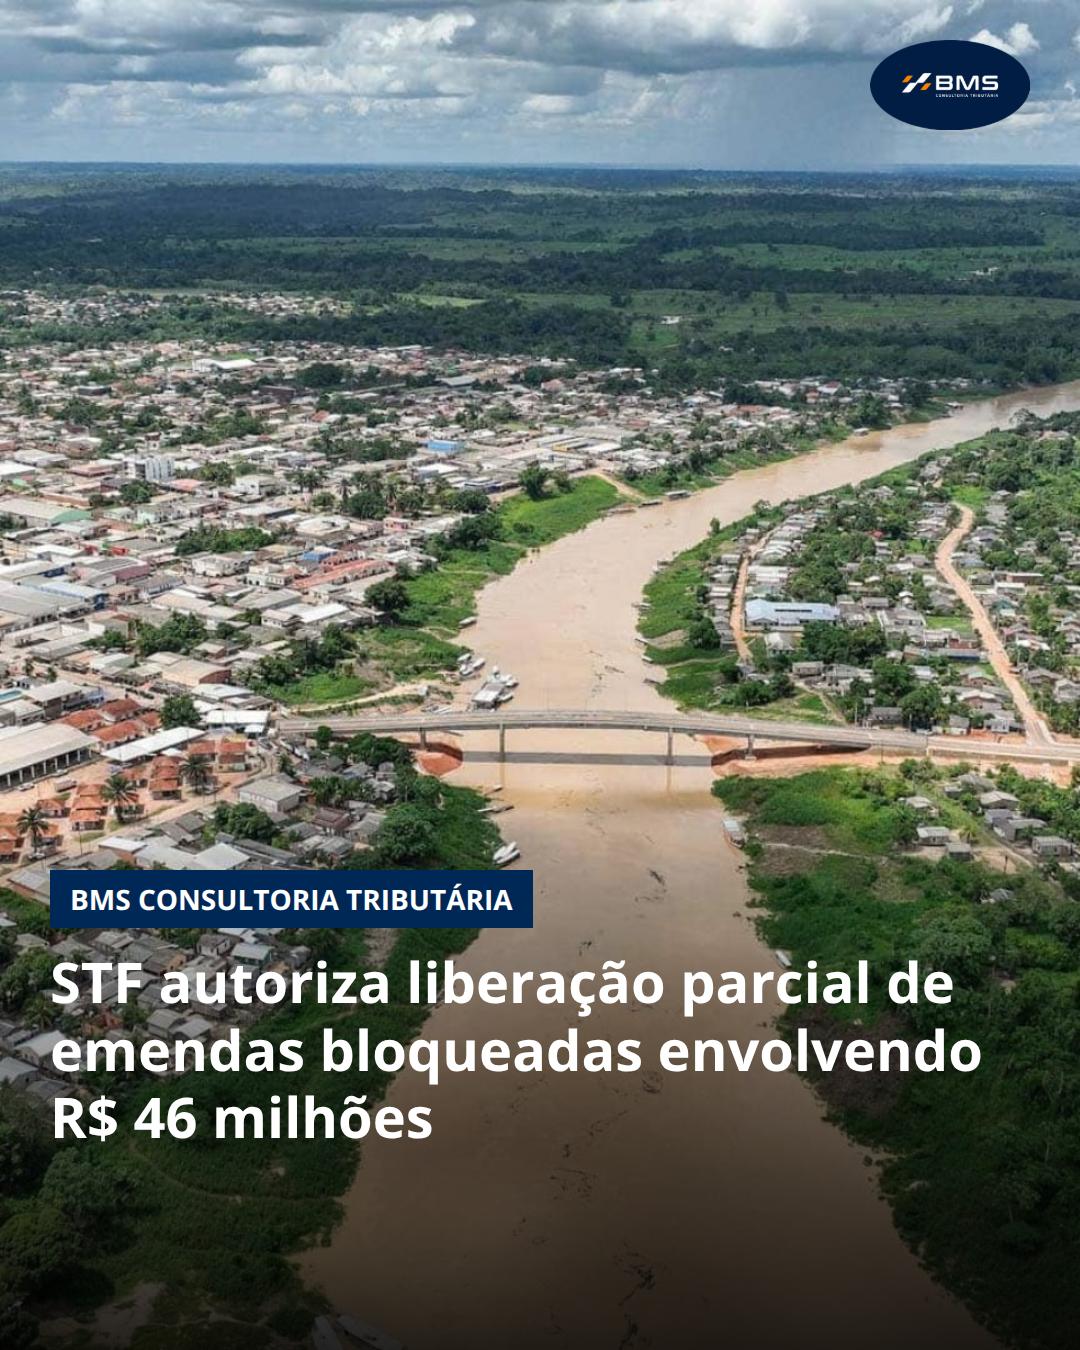 BMS
CONSULTORIA TRIBUTÁRIA
BMS CONSULTORIA TRIBUTÁRIA
STF autoriza liberação parcial de
emendas bloqueadas envolvendo
R$ 46 milhões